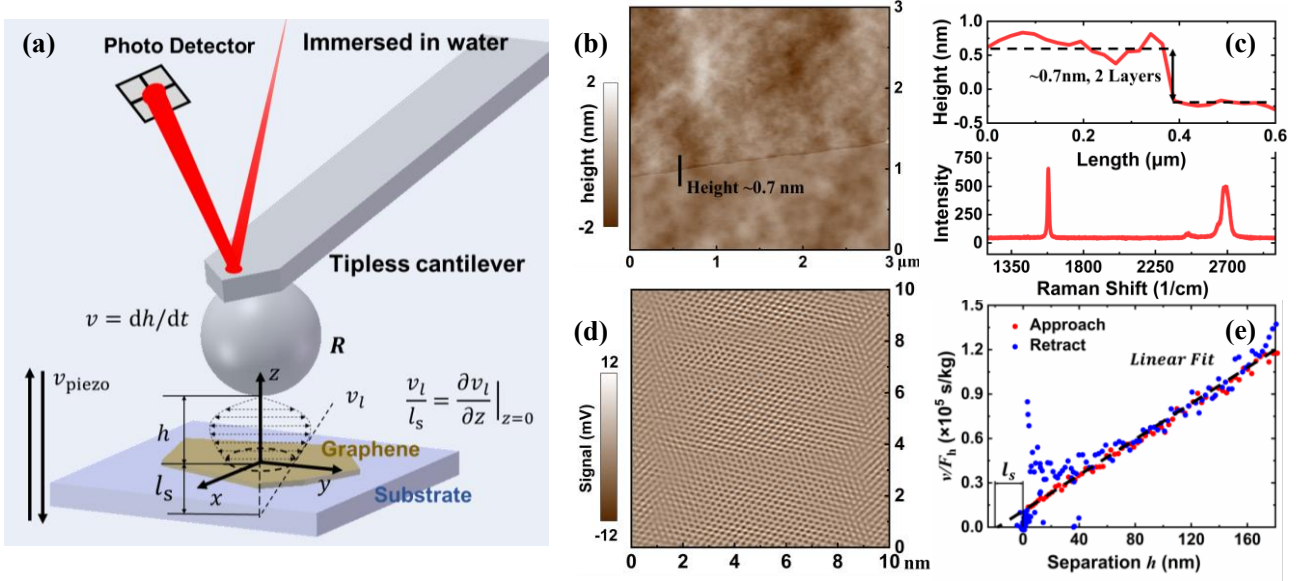 (a)
Photo Detector
Immersed in water
Tipless cantilever
v = dh/dt
R
v_piezo
z
h
v_l
v_l/l_s = ∂v_l/∂z|_{z=0}
Graphene
l_s
x
y
Substrate
(b)
3
2
1
0
2
height (nm)
-2
Height ~0.7 nm
0 1 2 3 μm
(c)
Height (nm)
1.0
0.5
0.0
-0.5
~0.7nm, 2 Layers
0.0 0.2 0.4 0.6
Length (μm)
Intensity
750
500
250
0
1350 1800 2250 2700
Raman Shift (1/cm)
(d)
10
8
6
4
2
0
12
Signal (mV)
-12
0 2 4 6 8 10 nm
(e)
v/F_h (×10^5 s/kg)
1.5
1.2
0.9
0.6
0.3
0.0
Approach
Retract
Linear Fit
l_s
0 40 80 120 160
Separation h (nm)